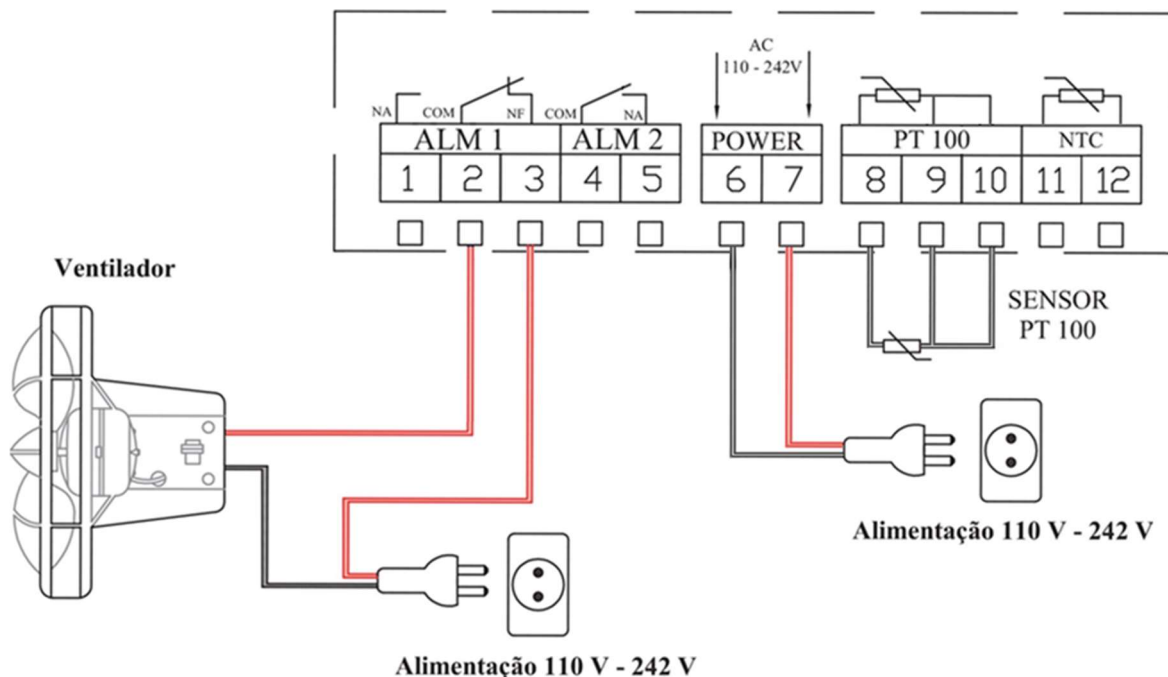 AC
110 - 242V
NA
COM
NF
COM
NA
ALM 1
ALM 2
POWER
PT 100
NTC
1
2
3
4
5
6
7
8
9
10
11
12
Ventilador
SENSOR
PT 100
Alimentação 110 V - 242 V
Alimentação 110 V - 242 V